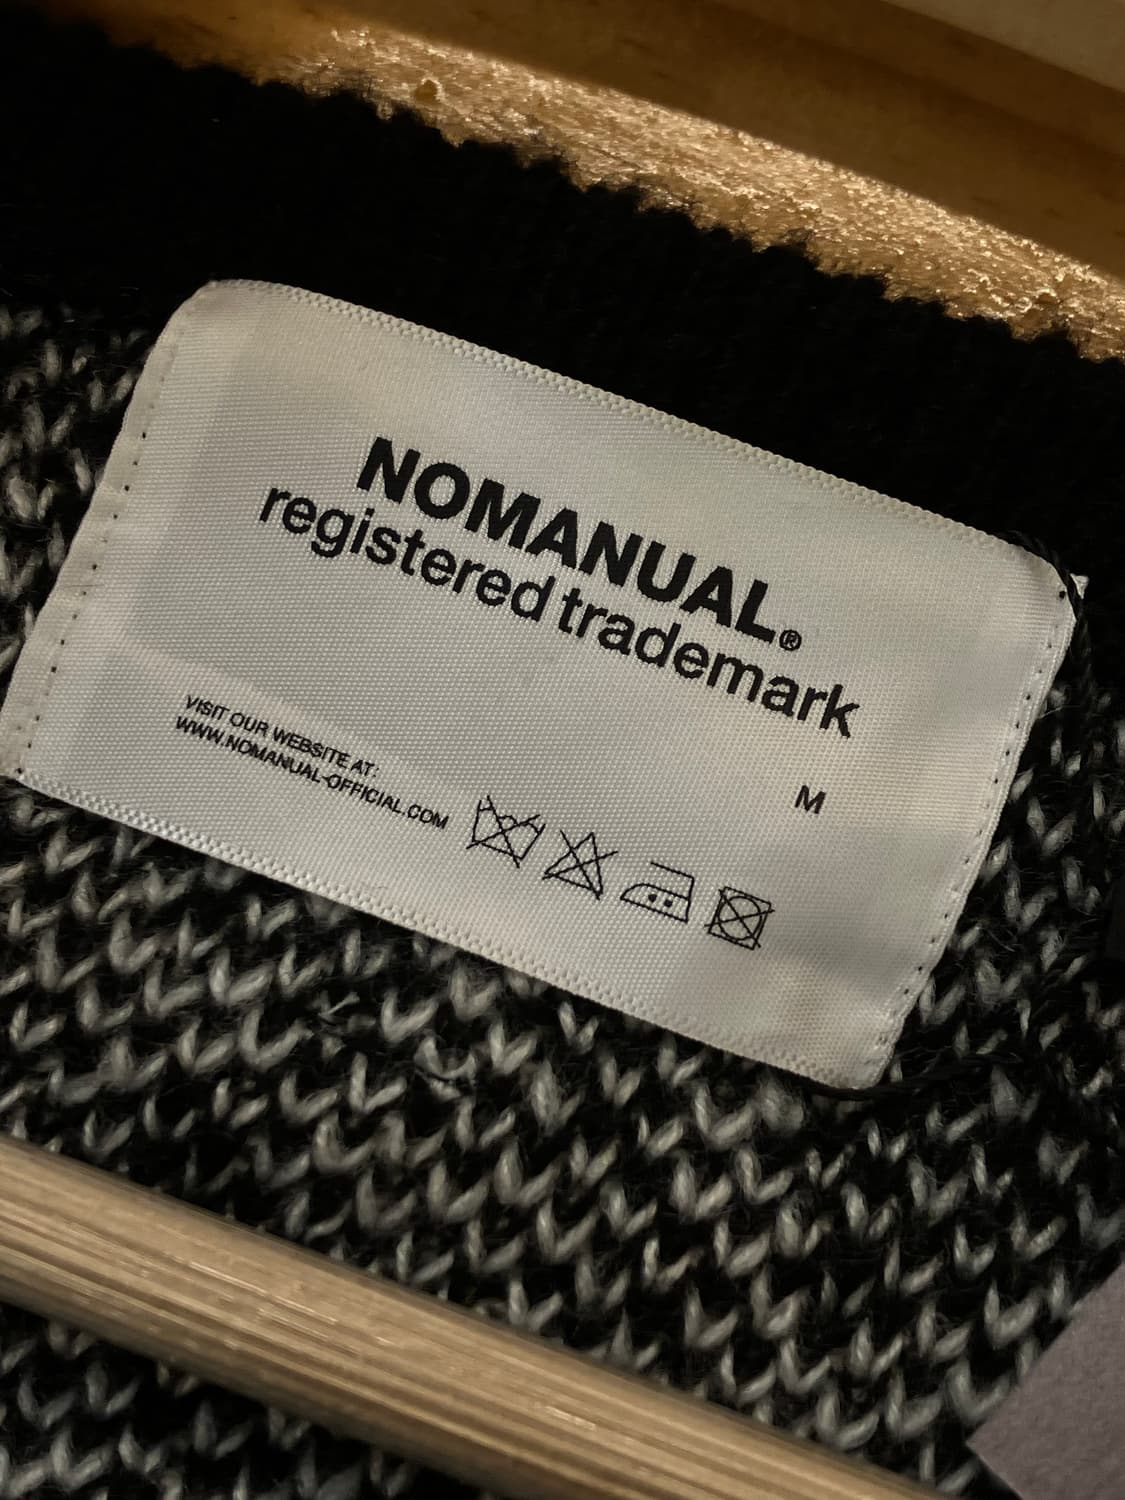 NOMANUAL.®
registered trademark
M
VISIT OUR WEBSITE AT:
WWW.NOMANUAL-OFFICIAL.COM